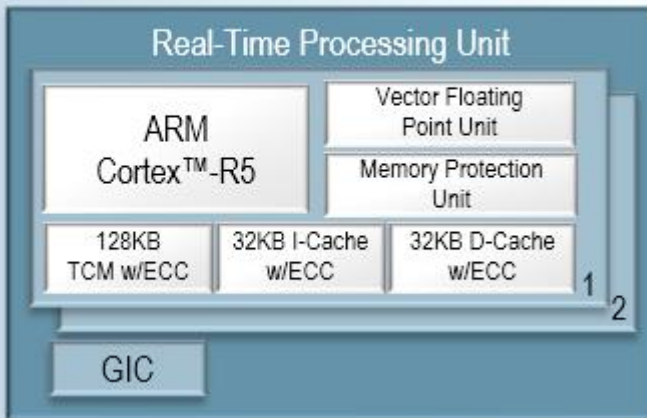 Real-Time Processing Unit
ARM
Cortex™-R5
Vector Floating
Point Unit
Memory Protection
Unit
128KB
TCM w/ECC
32KB I-Cache
w/ECC
32KB D-Cache
w/ECC
1
2
GIC